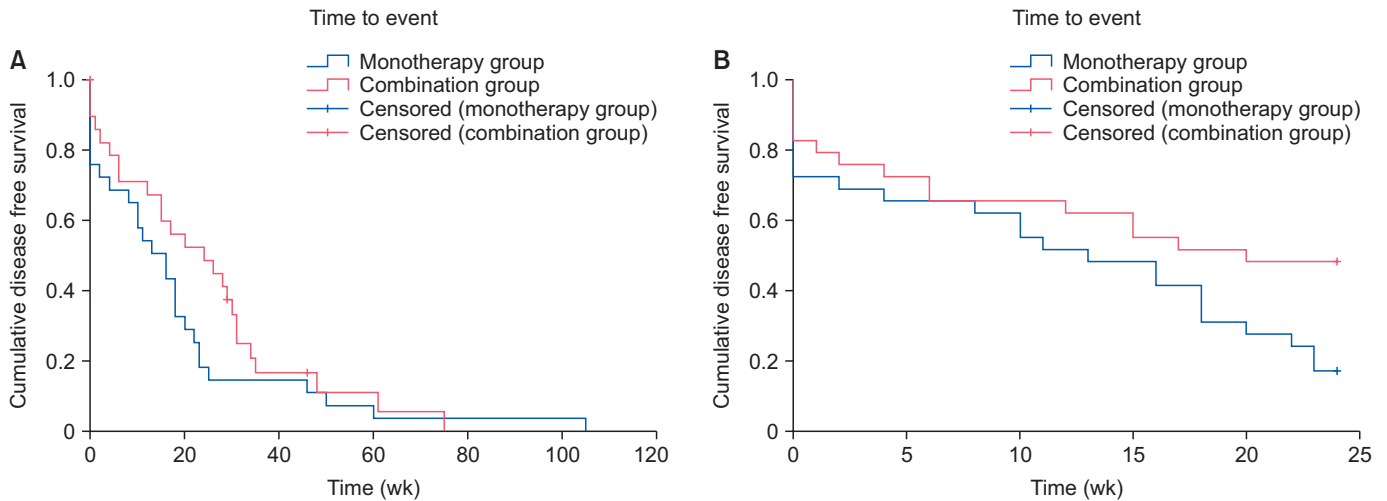 Time to event
A
Monotherapy group
Combination group
Censored (monotherapy group)
Censored (combination group)
Cumulative disease free survival
1.0
0.8
0.6
0.4
0.2
0
0 20 40 60 80 100 120
Time (wk)
Time to event
B
Monotherapy group
Combination group
Censored (monotherapy group)
Censored (combination group)
Cumulative disease free survival
1.0
0.8
0.6
0.4
0.2
0
0 5 10 15 20 25
Time (wk)